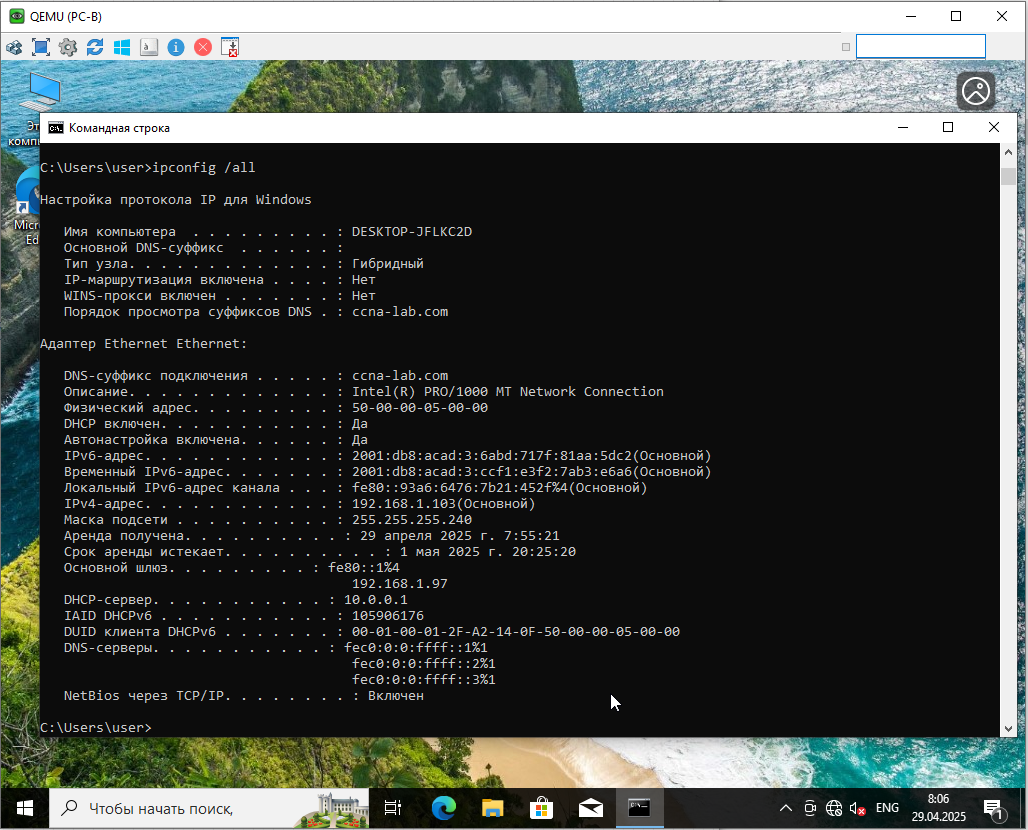 QEMU (PC-B)
Эт
комп
Micr
Ed
Командная строка
C:\Users\user>ipconfig /all
Настройка протокола IP для Windows
Имя компьютера . . . . . . . . . : DESKTOP-JFLKC2D
Основной DNS-суффикс . . . . . . :
Тип узла. . . . . . . . . . . . . : Гибридный
IP-маршрутизация включена . . . . : Нет
WINS-прокси включен . . . . . . . : Нет
Порядок просмотра суффиксов DNS . : ccna-lab.com
Адаптер Ethernet Ethernet:
DNS-суффикс подключения . . . . . : ccna-lab.com
Описание. . . . . . . . . . . . . : Intel(R) PRO/1000 MT Network Connection
Физический адрес. . . . . . . . . : 50-00-00-05-00-00
DHCP включен. . . . . . . . . . . : Да
Автонастройка включена. . . . . . : Да
IPv6-адрес. . . . . . . . . . . . : 2001:db8:acad:3:6abd:717f:81aa:5dc2(Основной)
Временный IPv6-адрес. . . . . . . : 2001:db8:acad:3:ccf1:e3f2:7ab3:e6a6(Основной)
Локальный IPv6-адрес канала . . . : fe80::93a6:6476:7b21:452f%4(Основной)
IPv4-адрес. . . . . . . . . . . . : 192.168.1.103(Основной)
Маска подсети . . . . . . . . . . : 255.255.255.240
Аренда получена. . . . . . . . . . : 29 апреля 2025 г. 7:55:21
Срок аренды истекает. . . . . . . . . . : 1 мая 2025 г. 20:25:20
Основной шлюз. . . . . . . . . : fe80::1%4
192.168.1.97
DHCP-сервер. . . . . . . . . . . : 10.0.0.1
IAID DHCPv6 . . . . . . . . . . . : 105906176
DUID клиента DHCPv6 . . . . . . . : 00-01-00-01-2F-A2-14-0F-50-00-00-05-00-00
DNS-серверы. . . . . . . . . . . : fec0:0:0:ffff::1%1
fec0:0:0:ffff::2%1
fec0:0:0:ffff::3%1
NetBios через TCP/IP. . . . . . . . : Включен
C:\Users\user>
Чтобы начать поиск,
ENG
8:06
29.04.2025
1